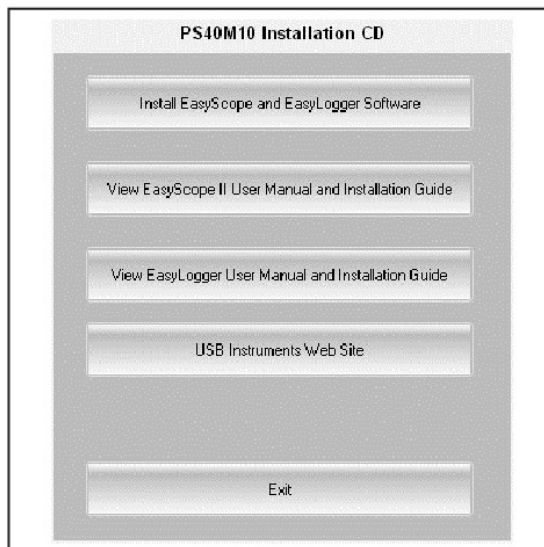 PS40M10 Installation CD
Install EasyScope and EasyLogger Software
View EasyScope II User Manual and Installation Guide
View EasyLogger User Manual and Installation Guide
USB Instruments Web Site
Exit